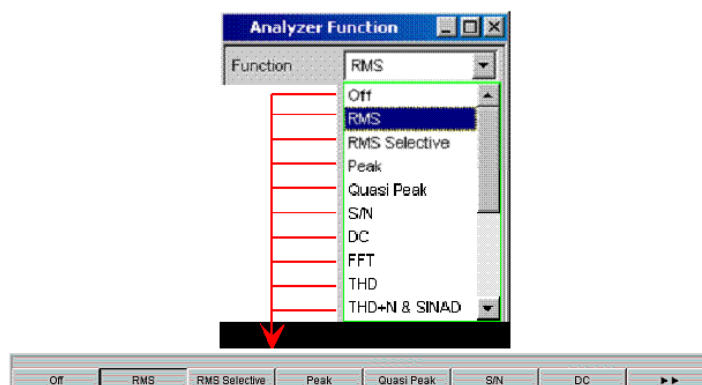 Analyzer Function
Function RMS
Off
RMS
RMS Selective
Peak
Quasi Peak
S/N
DC
FFT
THD
THD+N & SINAD
Off RMS RMS Selective Peak Quasi Peak S/N DC ►►